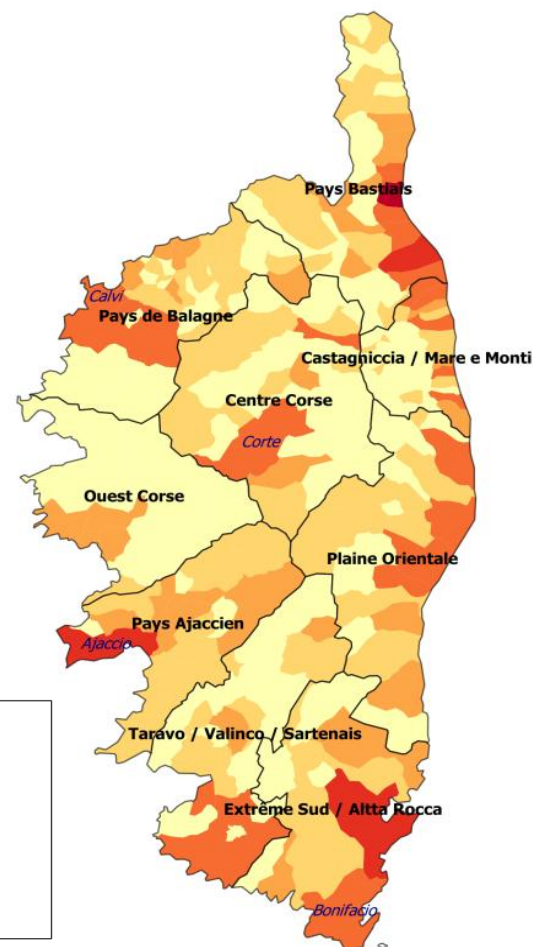 Pays Bastiais
Calvi
Pays de Balagne
Castagniccia / Mare e Monti
Centre Corse
Corte
Ouest Corse
Plaine Orientale
Pays Ajaccien
Ajaccio
Taravo / Valinco / Sartenais
Extrême Sud / Altta Rocca
Bonifacio